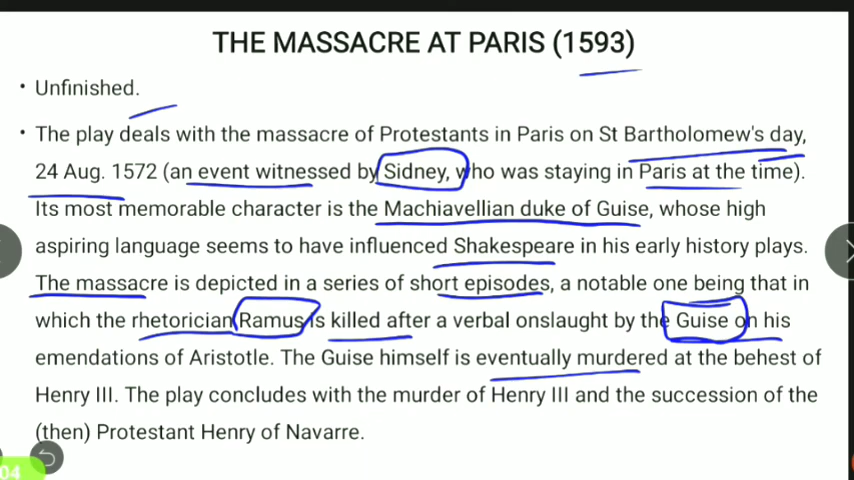 THE MASSACRE AT PARIS (1593)
• Unfinished.
• The play deals with the massacre of Protestants in Paris on St Bartholomew's day,
24 Aug. 1572 (an event witnessed by Sidney, who was staying in Paris at the time).
Its most memorable character is the Machiavellian duke of Guise, whose high
aspiring language seems to have influenced Shakespeare in his early history plays.
The massacre is depicted in a series of short episodes, a notable one being that in
which the rhetorician Ramus is killed after a verbal onslaught by the Guise on his
emendations of Aristotle. The Guise himself is eventually murdered at the behest of
Henry III. The play concludes with the murder of Henry III and the succession of the
(then) Protestant Henry of Navarre.
04